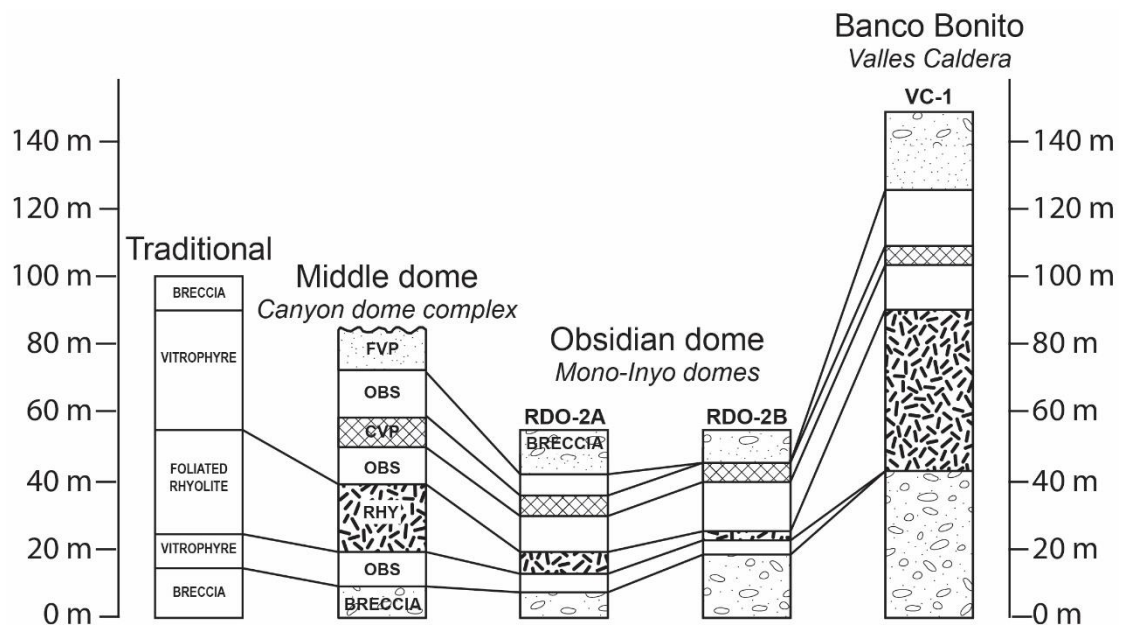 Banco Bonito
Valles Caldera
VC-1
140 m
120 m
100 m
80 m
60 m
40 m
20 m
0 m
Traditional
BRECCIA
VITROPHYRE
FOLIATED
RHYOLITE
VITROPHYRE
BRECCIA
Middle dome
Canyon dome complex
FVP
OBS
CVP
OBS
RHY
OBS
BRECCIA
Obsidian dome
Mono-Inyo domes
RDO-2A
BRECCIA
RDO-2B
140 m
120 m
100 m
80 m
60 m
40 m
20 m
0 m